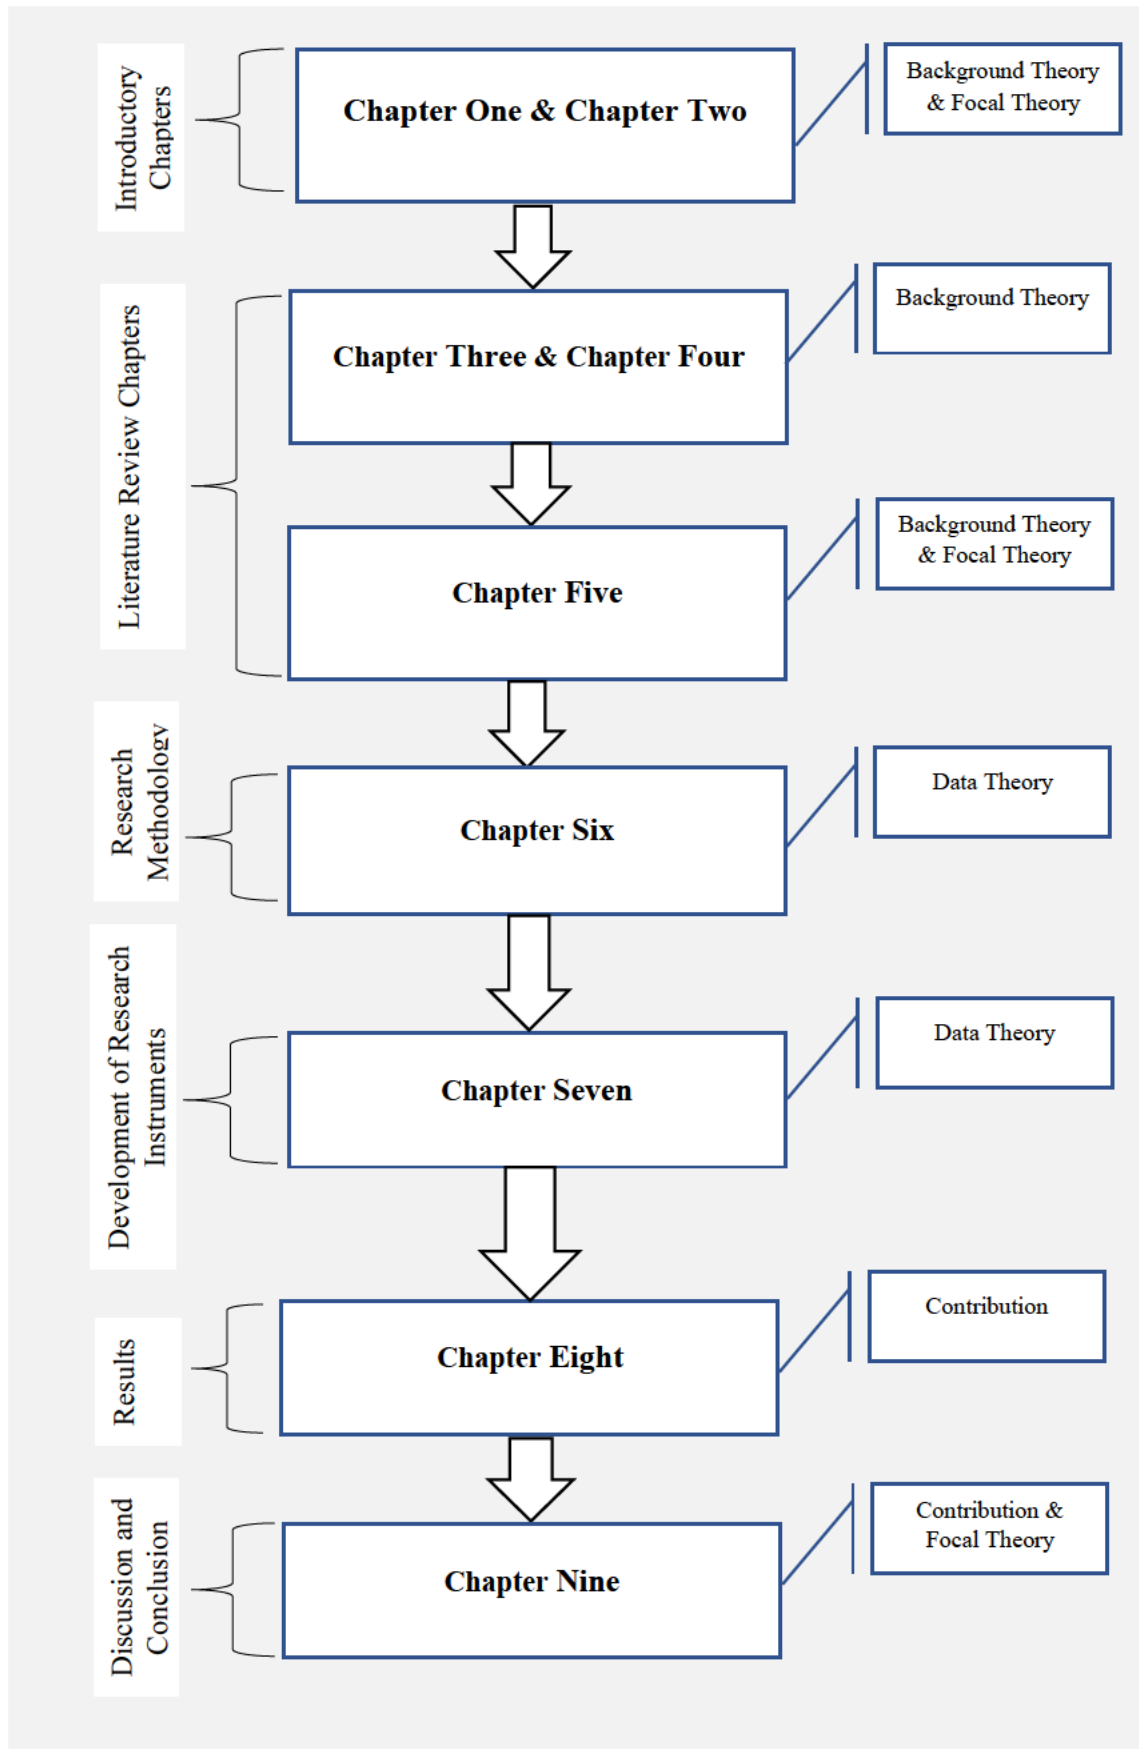 Introductory
Chapters
Chapter One & Chapter Two
Background Theory
& Focal Theory
Literature Review Chapters
Chapter Three & Chapter Four
Background Theory
Chapter Five
Background Theory
& Focal Theory
Research
Methodology
Chapter Six
Data Theory
Development of Research
Instruments
Chapter Seven
Data Theory
Results
Chapter Eight
Contribution
Discussion and
Conclusion
Chapter Nine
Contribution &
Focal Theory